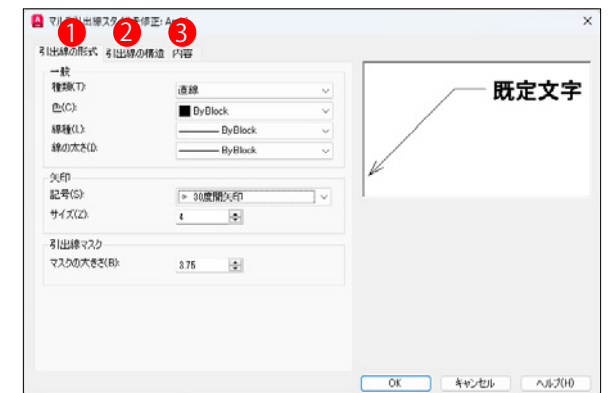 マルチ引出線スタイルを修正: A
1 2 3
引出線の形式 引出線の構造 内容
一般
種類(T): 直線
色(C): ByBlock
線種(L): ByBlock
線の太さ(I): ByBlock
矢印
記号(S): 30度開矢印
サイズ(Z): 4
引出線マスク
マスクの大きさ(B): 3.75
既定文字
OK キャンセル ヘルプ(H)